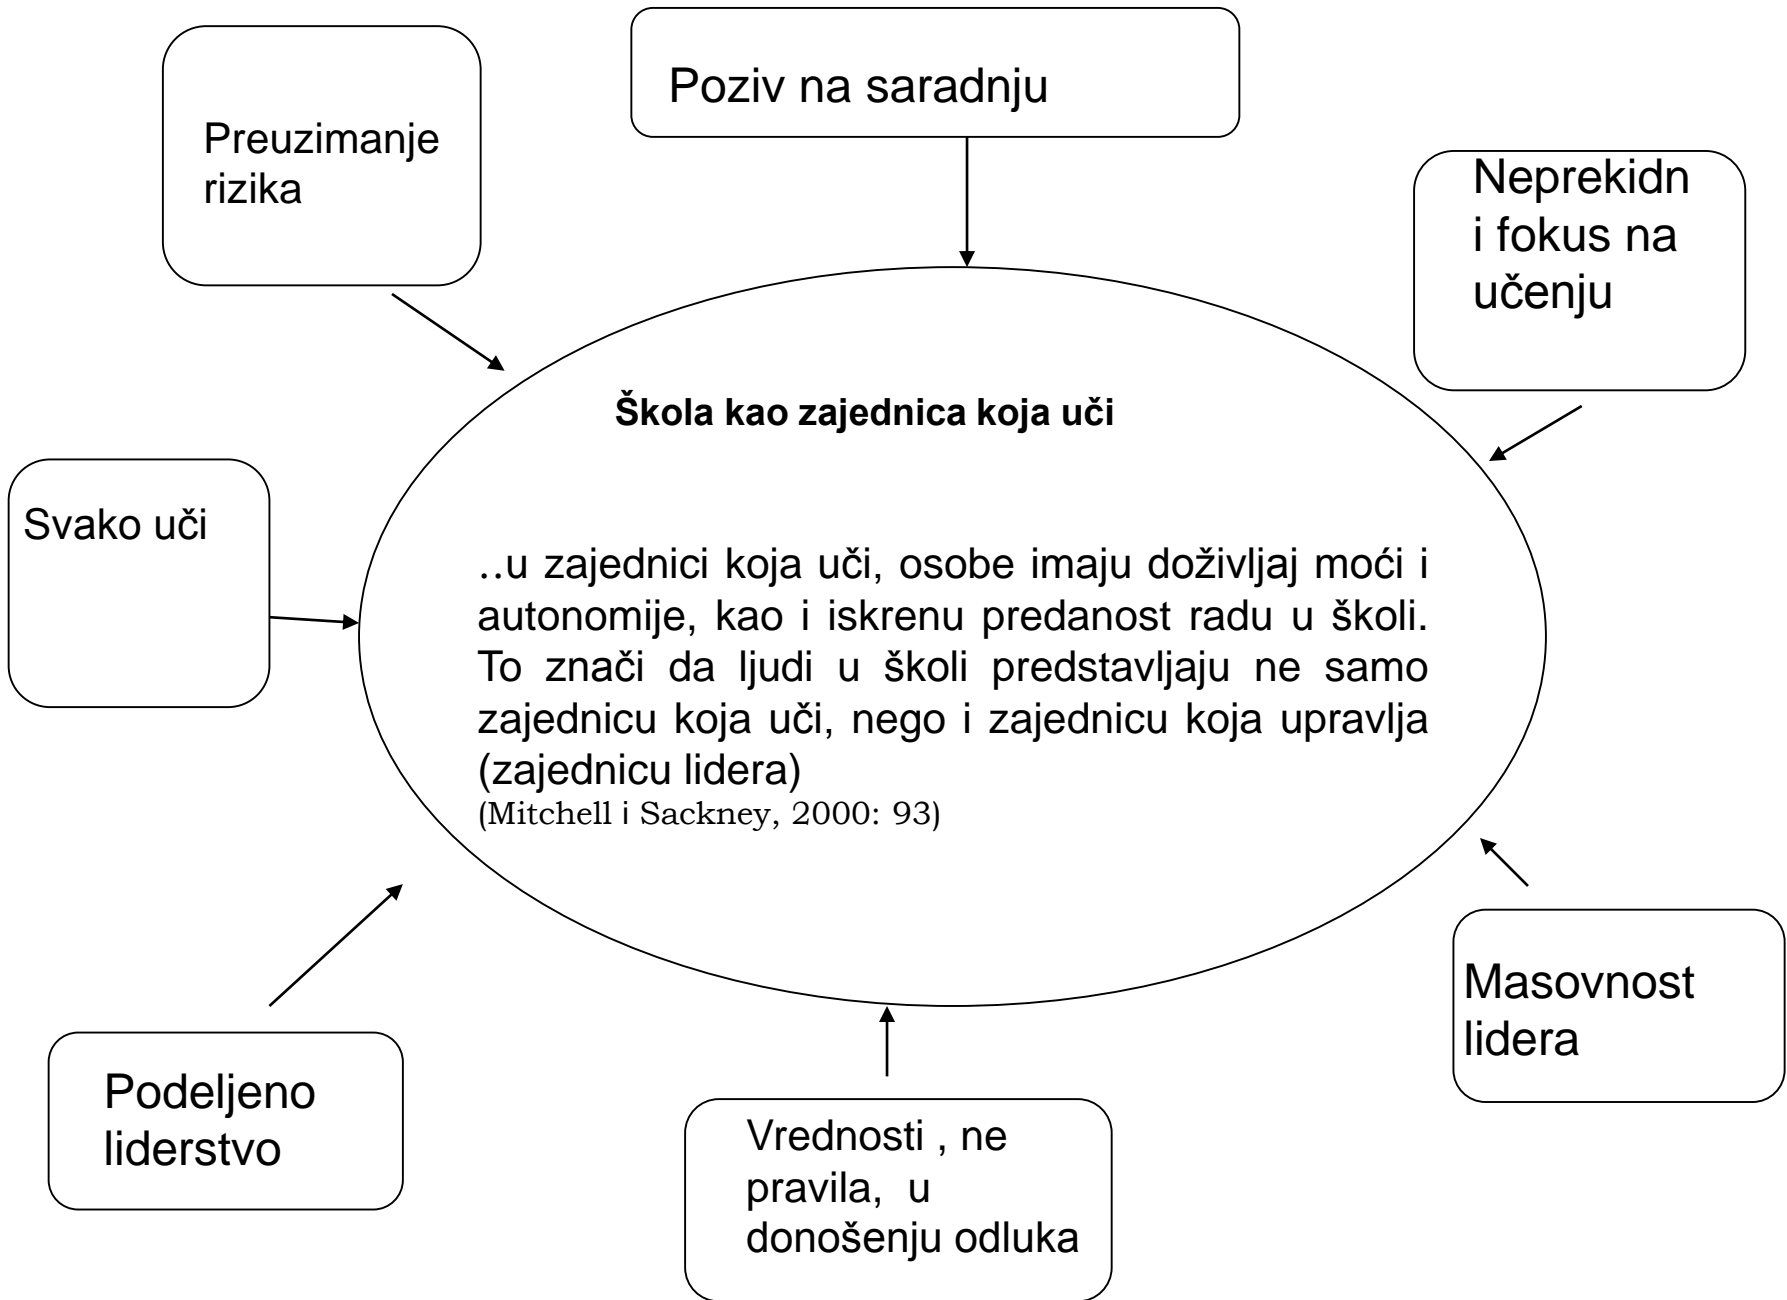 Poziv na saradnju
Preuzimanje
rizika
Neprekidn
i fokus na
učenju
Škola kao zajednica koja uči
Svako uči
..u zajednici koja uči, osobe imaju doživljaj moći i
autonomije, kao i iskrenu predanost radu u školi.
To znači da ljudi u školi predstavljaju ne samo
zajednicu koja uči, nego i zajednicu koja upravlja
(zajednicu lidera)
(Mitchell i Sackney, 2000: 93)
Masovnost
lidera
Podeljeno
liderstvo
Vrednosti , ne
pravila, u
donošenju odluka